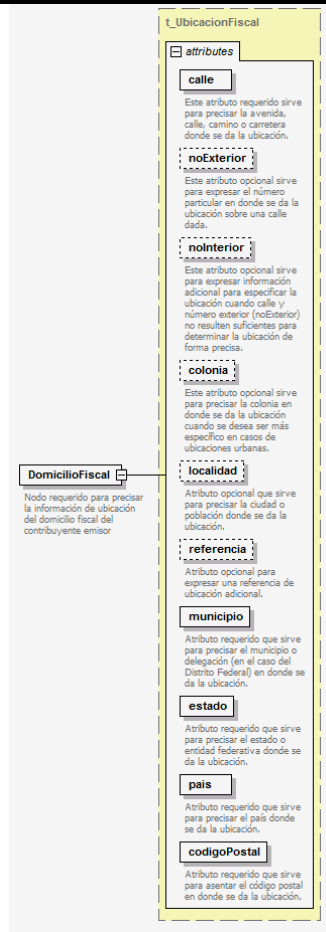 t_UbicacionFiscal
attributes
calle
Este atributo requerido sirve
para precisar la avenida,
calle, camino o carretera
donde se da la ubicación.
noExterior
Este atributo opcional sirve
para expresar el número
particular en donde se da la
ubicación sobre una calle
dada.
noInterior
Este atributo opcional sirve
para expresar información
adicional para especificar la
ubicación cuando calle y
número exterior (noExterior)
no resulten suficientes para
determinar la ubicación de
forma precisa.
colonia
Este atributo opcional sirve
para precisar la colonia en
donde se da la ubicación
cuando se desea ser más
específico en casos de
ubicaciones urbanas.
localidad
Atributo opcional que sirve
para precisar la ciudad o
población donde se da la
ubicación.
DomicilioFiscal
Nodo requerido para precisar
la información de ubicación
del domicilio fiscal del
contribuyente emisor
referencia
Atributo opcional para
expresar una referencia de
ubicación adicional.
municipio
Atributo requerido que sirve
para precisar el municipio o
delegación (en el caso del
Distrito Federal) en donde se
da la ubicación.
estado
Atributo requerido que sirve
para precisar el estado o
entidad federativa donde se
da la ubicación.
pais
Atributo requerido que sirve
para precisar el país donde
se da la ubicación.
codigoPostal
Atributo requerido que sirve
para asentar el código postal
en donde se da la ubicación.